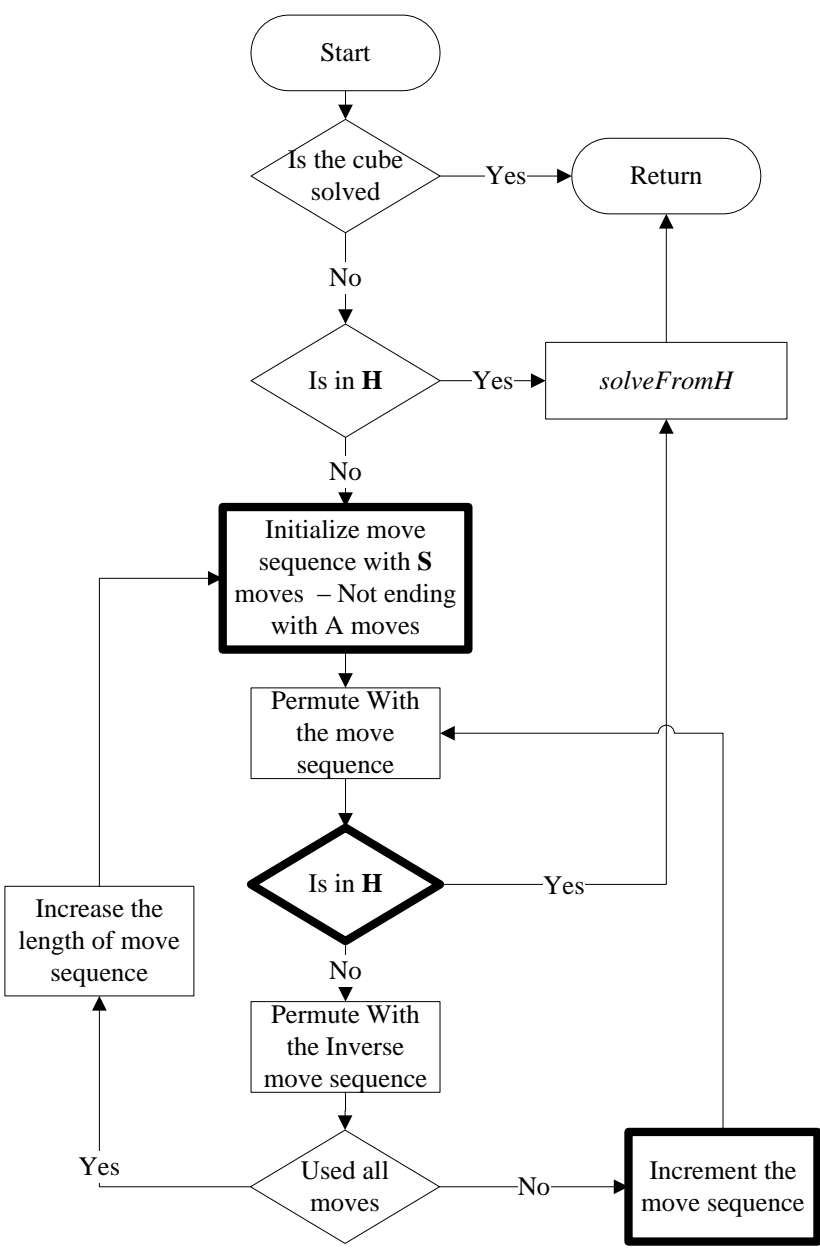 Start
Is the cube
solved
Yes
Return
No
Is in H
Yes
solveFromH
No
Initialize move
sequence with S
moves – Not ending
with A moves
Permute With
the move
sequence
Is in H
Yes
Increase the
length of move
sequence
No
Permute With
the Inverse
move sequence
Yes
Used all
moves
No
Increment the
move sequence